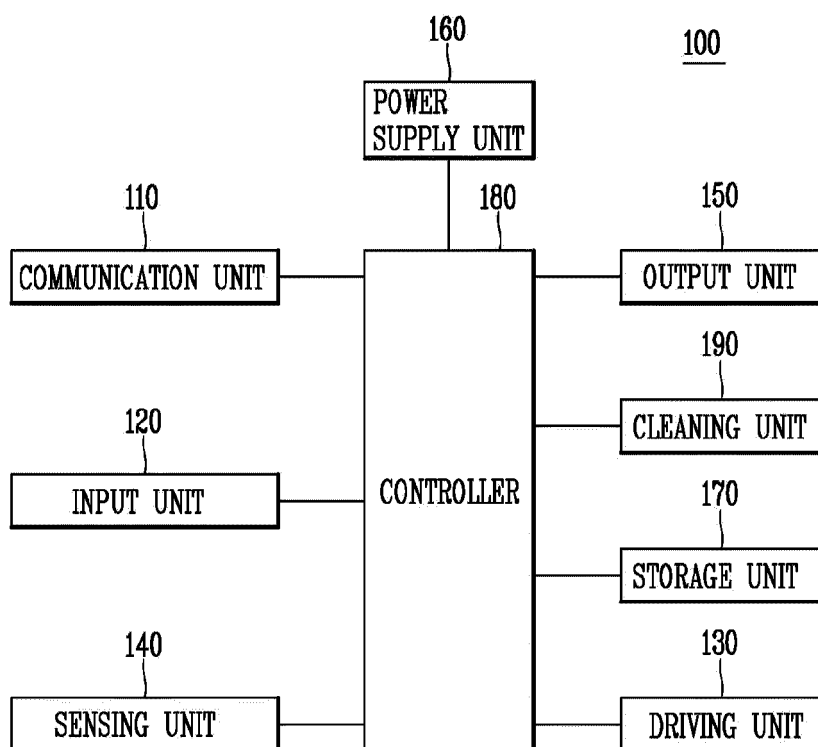 160
100
POWER
SUPPLY UNIT
110
180
150
COMMUNICATION UNIT
OUTPUT UNIT
190
CLEANING UNIT
120
INPUT UNIT
CONTROLLER
170
STORAGE UNIT
140
130
SENSING UNIT
DRIVING UNIT